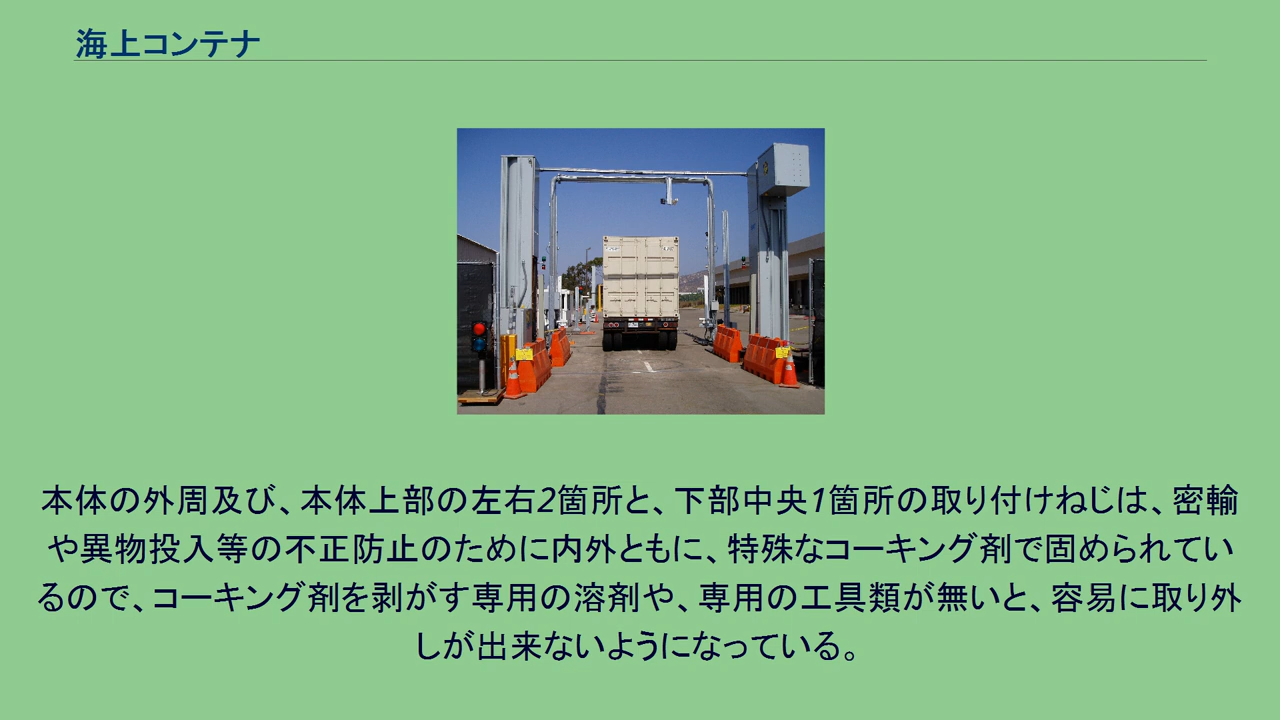 海上コンテナ
本体の外周及び、本体上部の左右2箇所と、下部中央1箇所の取り付けねじは、密輸
や異物投入等の不正防止のために内外ともに、特殊なコーキング剤で固められてい
るので、コーキング剤を剥がす専用の溶剤や、専用の工具類が無いと、容易に取り外
しが出来ないようになっている。